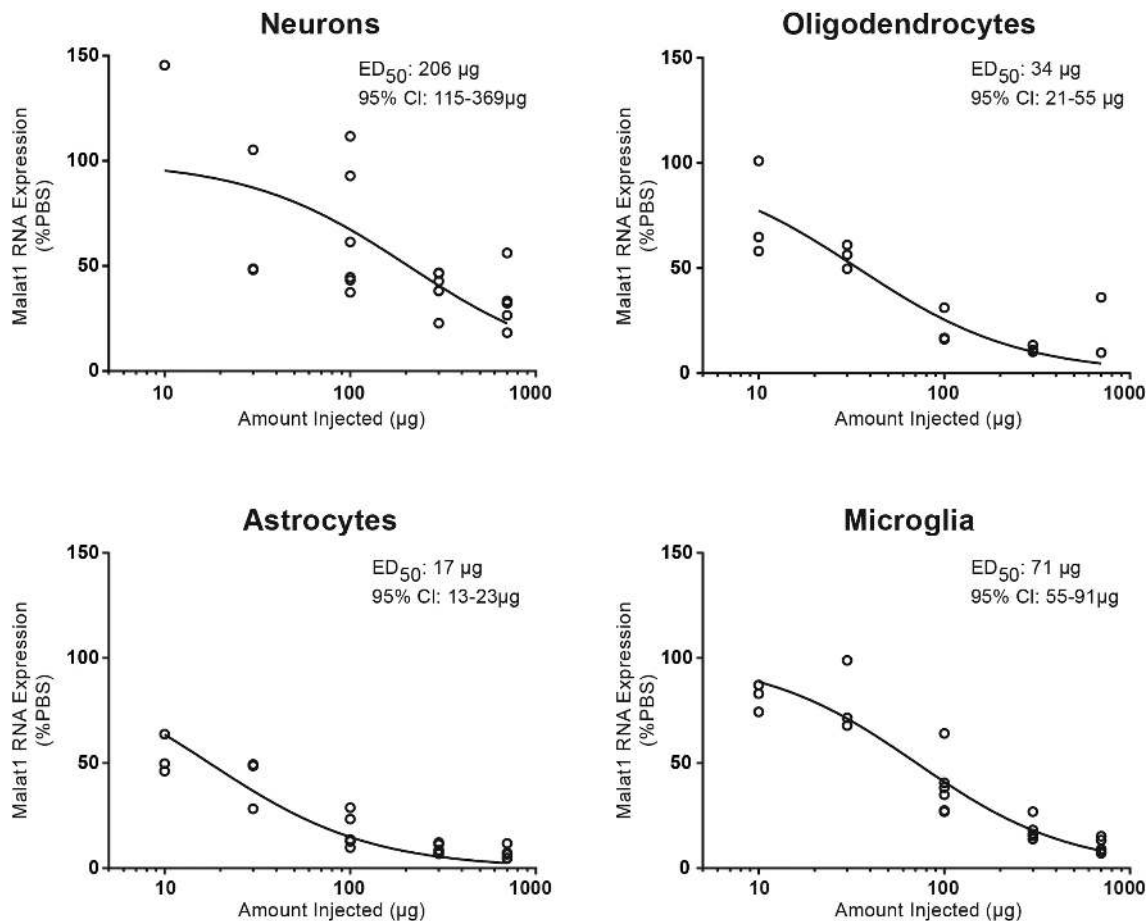 Neurons
ED50: 206 µg
95% CI: 115-369µg
150
100
50
0
Malat1 RNA Expression
(%PBS)
10
100
1000
Amount Injected (µg)
Oligodendrocytes
ED50: 34 µg
95% CI: 21-55 µg
150
100
50
0
Malat1 RNA Expression
(%PBS)
10
100
1000
Amount Injected (µg)
Astrocytes
ED50: 17 µg
95% CI: 13-23µg
150
100
50
0
Malat1 RNA Expression
(%PBS)
10
100
1000
Amount Injected (µg)
Microglia
ED50: 71 µg
95% CI: 55-91µg
150
100
50
0
Malat1 RNA Expression
(%PBS)
10
100
1000
Amount Injected (µg)